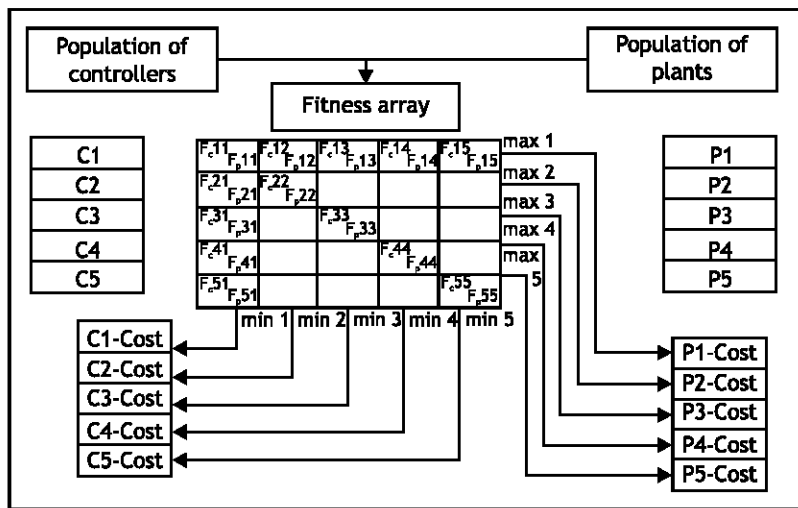 Population of
controllers
Population of
plants
Fitness array
C1
C2
C3
C4
C5
Fc11 Fp11 Fc12 Fp12 Fc13 Fp13 Fc14 Fp14 Fc15 Fp15
Fc21 Fp21 Fc22 Fp22
Fc31 Fp31 Fc33 Fp33
Fc41 Fp41 Fc44 Fp44
Fc51 Fp51 Fc55 Fp55
max 1
max 2
max 3
max 4
max
5
P1
P2
P3
P4
P5
min 1 min 2 min 3 min 4 min 5
C1-Cost
C2-Cost
C3-Cost
C4-Cost
C5-Cost
P1-Cost
P2-Cost
P3-Cost
P4-Cost
P5-Cost